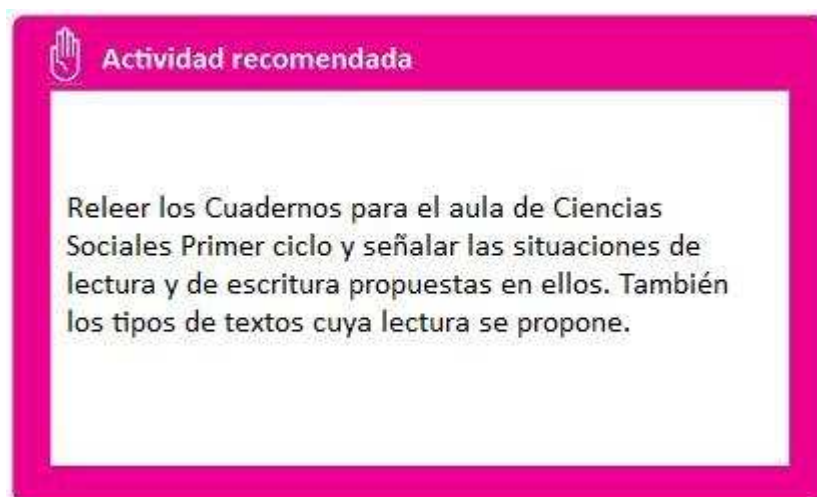 Actividad recomendada
Releer los Cuadernos para el aula de Ciencias
Sociales Primer ciclo y señalar las situaciones de
lectura y de escritura propuestas en ellos. También
los tipos de textos cuya lectura se propone.